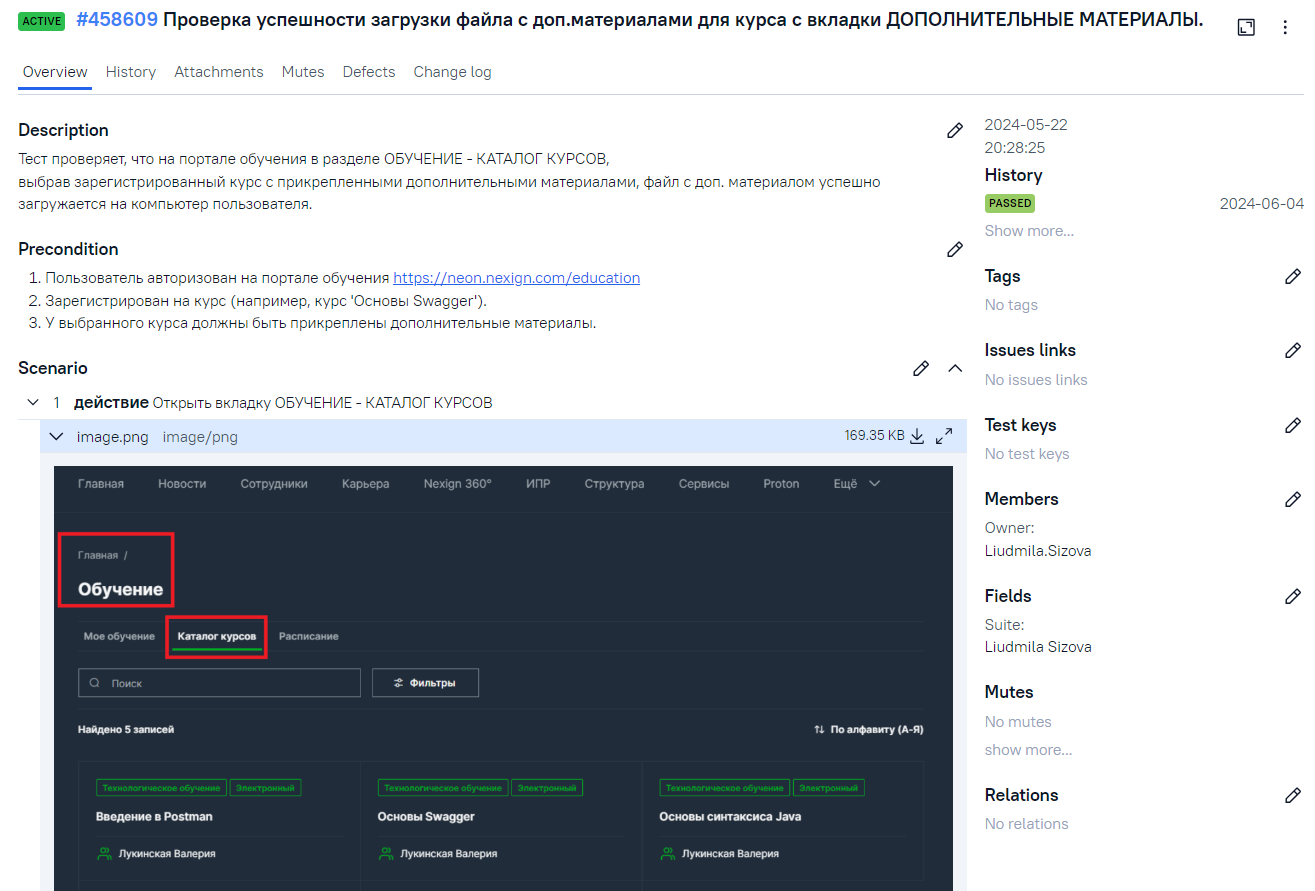 ACTIVE #458609 Проверка успешности загрузки файла с доп.материалами для курса с вкладки ДОПОЛНИТЕЛЬНЫЕ МАТЕРИАЛЫ.
Overview History Attachments Mutes Defects Change log
Description
Тест проверяет, что на портале обучения в разделе ОБУЧЕНИЕ - КАТАЛОГ КУРСОВ,
выбрав зарегистрированный курс с прикрепленными дополнительными материалами, файл с доп. материалом успешно
загружается на компьютер пользователя.
Precondition
1. Пользователь авторизован на портале обучения https://neon.nexign.com/education
2. Зарегистрирован на курс (например, курс 'Основы Swagger').
3. У выбранного курса должны быть прикреплены дополнительные материалы.
Scenario
1 действие Открыть вкладку ОБУЧЕНИЕ - КАТАЛОГ КУРСОВ
image.png image/png 169.35 KB
Главная Новости Сотрудники Карьера Nexign 360° ИПР Структура Сервисы Proton Ещё
Главная /
Обучение
Мое обучение Каталог курсов Расписание
Поиск Фильтры
Найдено 5 записей По алфавиту (А-Я)
Технологическое обучение Электронный Технологическое обучение Электронный Технологическое обучение Электронный
Введение в Postman Основы Swagger Основы синтаксиса Java
Лукинская Валерия Лукинская Валерия Лукинская Валерия
2024-05-22
20:28:25
History
PASSED 2024-06-04
Show more...
Tags
No tags
Issues links
No issues links
Test keys
No test keys
Members
Owner:
Liudmila.Sizova
Fields
Suite:
Liudmila Sizova
Mutes
No mutes
show more...
Relations
No relations